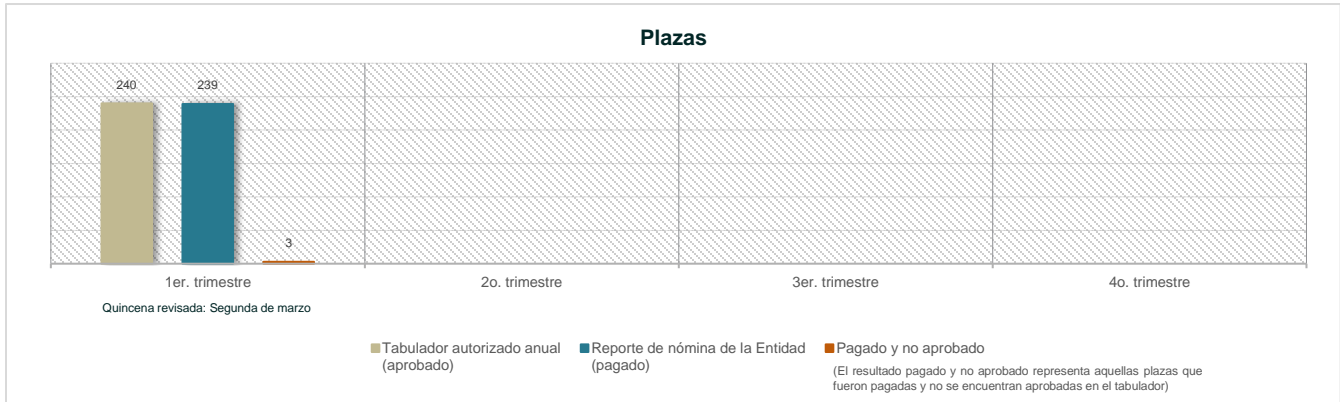 Plazas
240
239
3
1er. trimestre
2o. trimestre
3er. trimestre
4o. trimestre
Quincena revisada: Segunda de marzo
Tabulador autorizado anual
(aprobado)
Reporte de nómina de la Entidad
(pagado)
Pagado y no aprobado
(El resultado pagado y no aprobado representa aquellas plazas que
fueron pagadas y no se encuentran aprobadas en el tabulador)